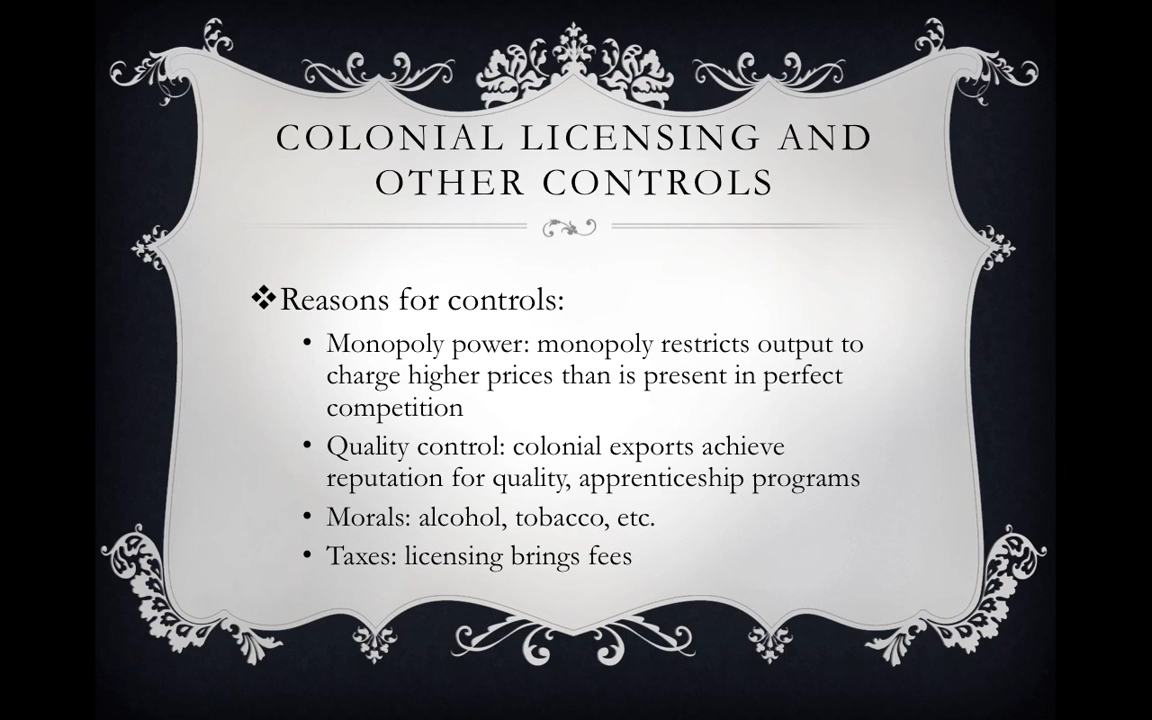 COLONIAL LICENSING AND
OTHER CONTROLS
❖Reasons for controls:
• Monopoly power: monopoly restricts output to
charge higher prices than is present in perfect
competition
• Quality control: colonial exports achieve
reputation for quality, apprenticeship programs
• Morals: alcohol, tobacco, etc.
• Taxes: licensing brings fees